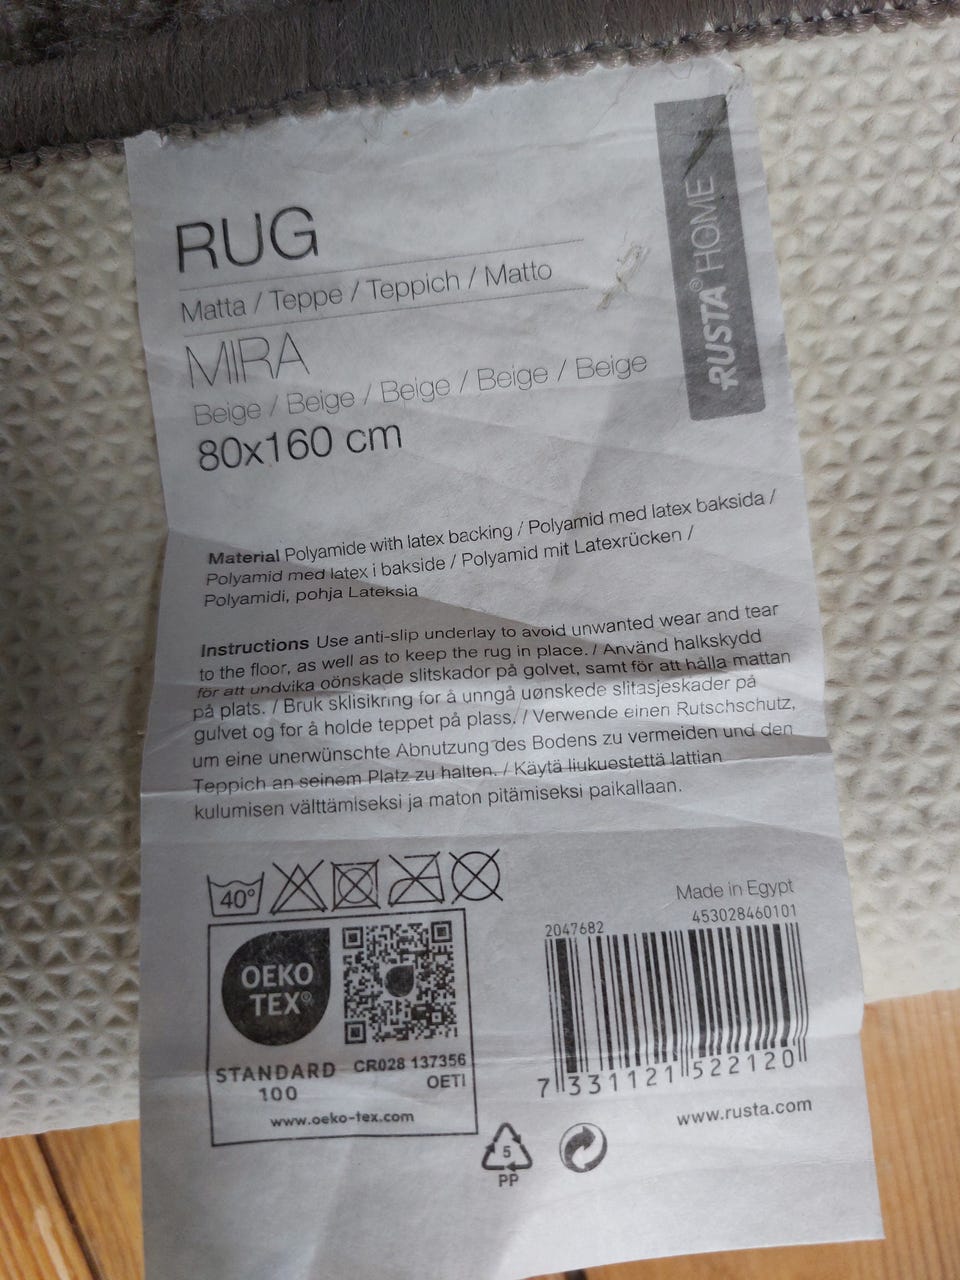 RUSTA® HOME
RUG
Matta / Teppe / Teppich / Matto
MIRA
Beige / Beige / Beige / Beige / Beige
80x160 cm
Material Polyamide with latex backing / Polyamid med latex baksida /
Polyamid med latex i bakside / Polyamid mit Latexrücken /
Polyamidi, pohja Lateksia
Instructions Use anti-slip underlay to avoid unwanted wear and tear
to the floor, as well as to keep the rug in place. / Använd halkskydd
för att undvika oönskade slitskador på golvet, samt för att hålla mattan
på plats. / Bruk sklisikring for å unngå uønskede slitasjeskader på
gulvet og for å holde teppet på plass. / Verwende einen Rutschschutz,
um eine unerwünschte Abnutzung des Bodens zu vermeiden und den
Teppich an seinem Platz zu halten. / Käytä liukuestettä lattian
kulumisen välttämiseksi ja maton pitämiseksi paikallaan.
40°
OEKO
TEX®
STANDARD
100
CR028 137356
OETI
www.oeko-tex.com
Made in Egypt
453028460101
2047682
7 331121 522120
www.rusta.com
5
PP